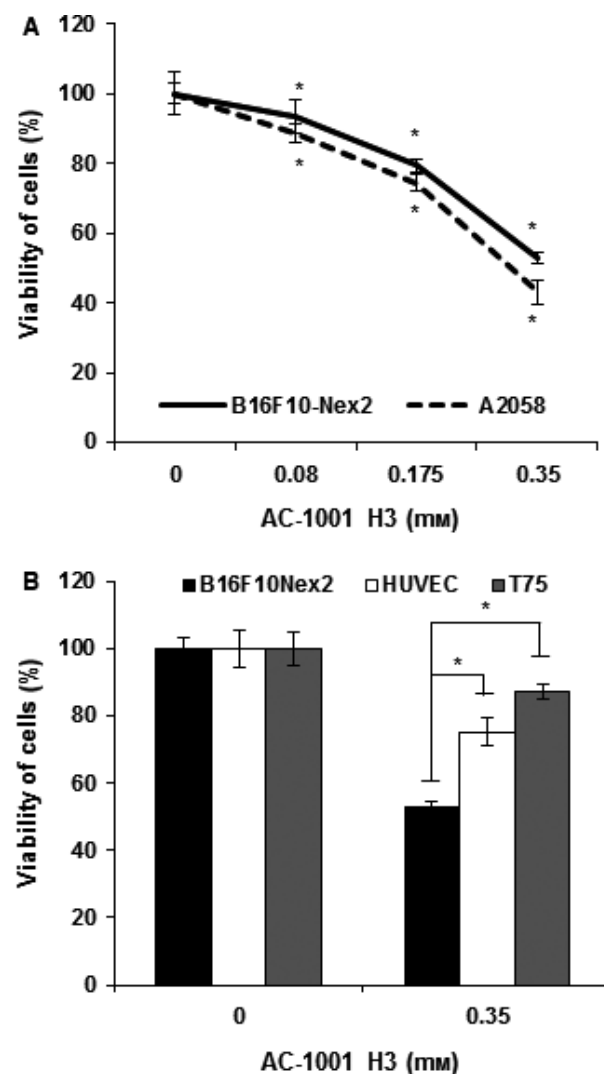 A
120
100
80
60
40
20
0
Viability of cells (%)
* * *
* * *
B16F10-Nex2 A2058
0 0.08 0.175 0.35
AC-1001 H3 (mM)
B
120
100
80
60
40
20
0
Viability of cells (%)
B16F10Nex2 HUVEC T75
*
*
0 0.35
AC-1001 H3 (mM)